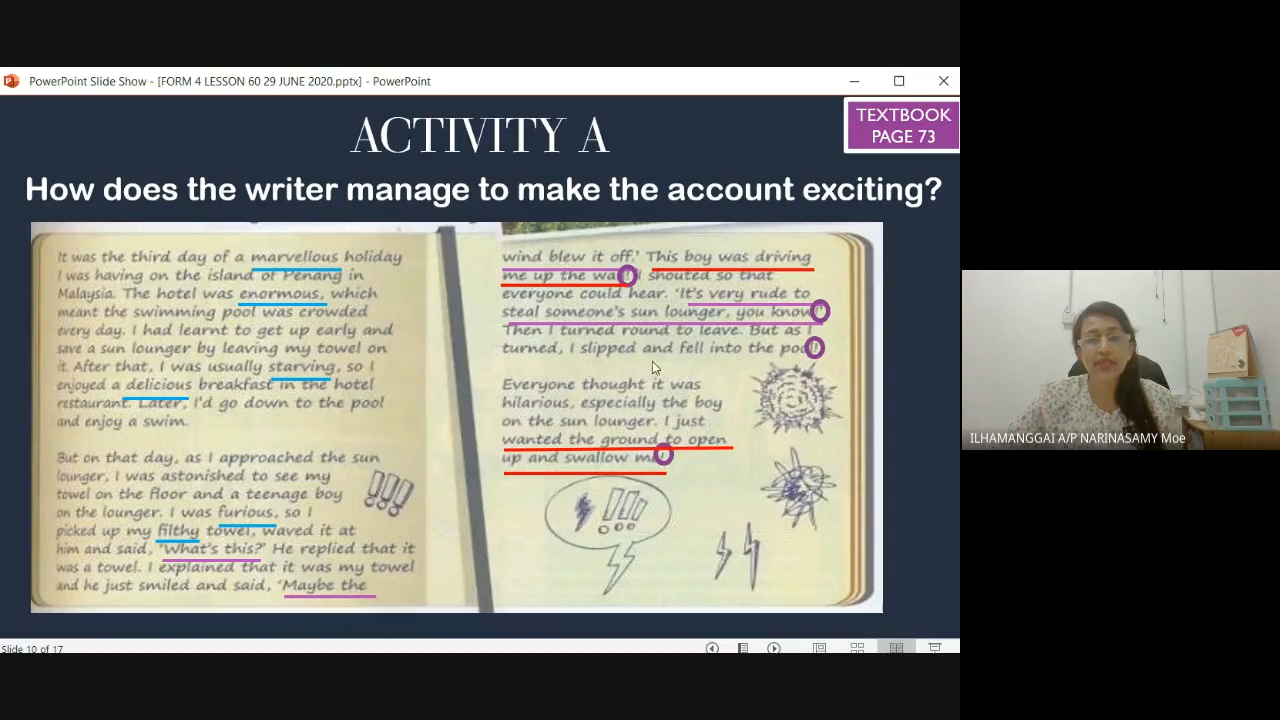 PowerPoint Slide Show - [FORM 4 LESSON 60 29 JUNE 2020.pptx] - PowerPoint
ACTIVITY A
TEXTBOOK
PAGE 73
How does the writer manage to make the account exciting?
It was the third day of a marvellous holiday
I was having on the island of Penang in
Malaysia. The hotel was enormous, which
meant the swimming pool was crowded
every day. I had learnt to get up early and
save a sun lounger by leaving my towel on
it. After that, I was usually starving, so I
enjoyed a delicious breakfast in the hotel
restaurant. Later, I'd go down to the pool
and enjoy a swim.
But on that day, as I approached the sun
lounger, I was astonished to see my
towel on the floor and a teenage boy
on the lounger. I was furious, so I
picked up my filthy towel, waved it at
him and said, 'What's this?' He replied that it
was a towel. I explained that it was my towel
and he just smiled and said, 'Maybe the
wind blew it off.' This boy was driving
me up the wall! I shouted so that
everyone could hear. 'It's very rude to
steal someone's sun lounger, you know!'
Then I turned round to leave. But as I
turned, I slipped and fell into the pool!
Everyone thought it was
hilarious, especially the boy
on the sun lounger. I just
wanted the ground to open
up and swallow me!
Slide 10 of 17
ILHAMANGGAI A/P NARINASAMY Moe